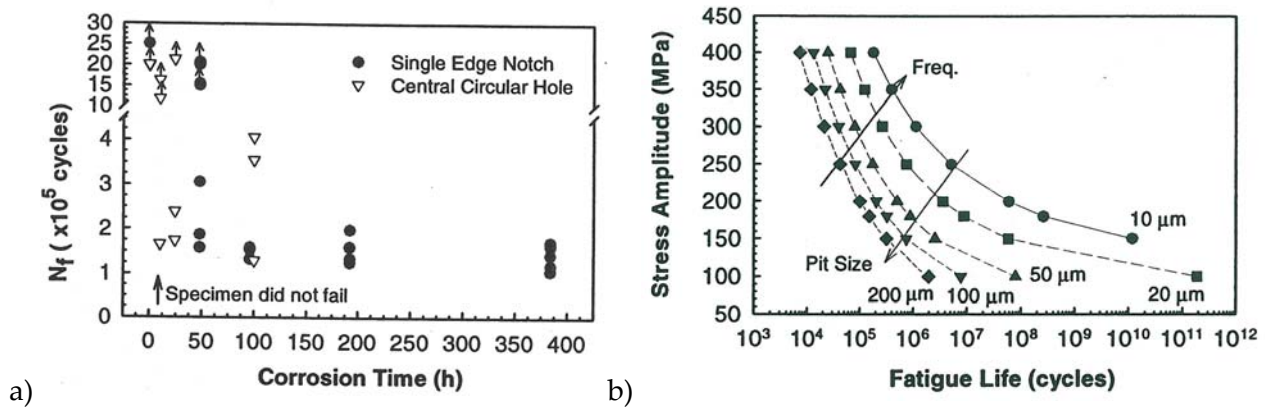 30
25
20
15
10
4
3
2
1
0
N_f ( x10^5 cycles)
Single Edge Notch
Central Circular Hole
Specimen did not fail
0 50 100 150 200 250 300 350 400
Corrosion Time (h)
a)
450
400
350
300
250
200
150
100
50
Stress Amplitude (MPa)
Freq.
Pit Size
10 μm
50 μm
20 μm
200 μm 100 μm
10^3 10^4 10^5 10^6 10^7 10^8 10^9 10^10 10^11 10^12
Fatigue Life (cycles)
b)